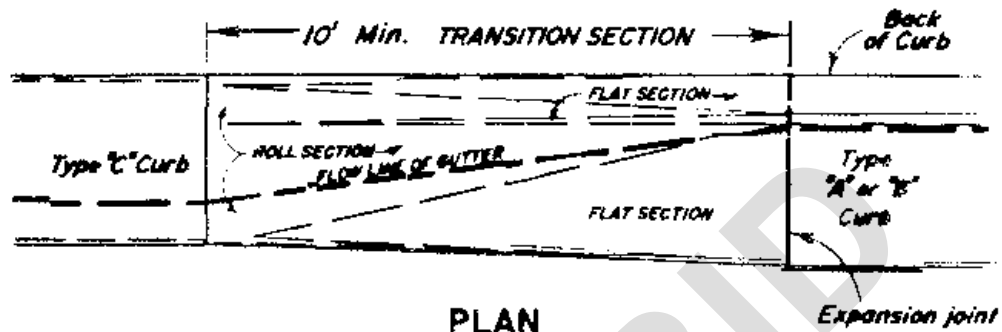 10' Min. TRANSITION SECTION
Back
of Curb
FLAT SECTION
ROLL SECTION
Type "C" Curb
FLOW LINE OF GUTTER
Type
"A" or "B"
Curb
FLAT SECTION
PLAN
Expansion joint
RID